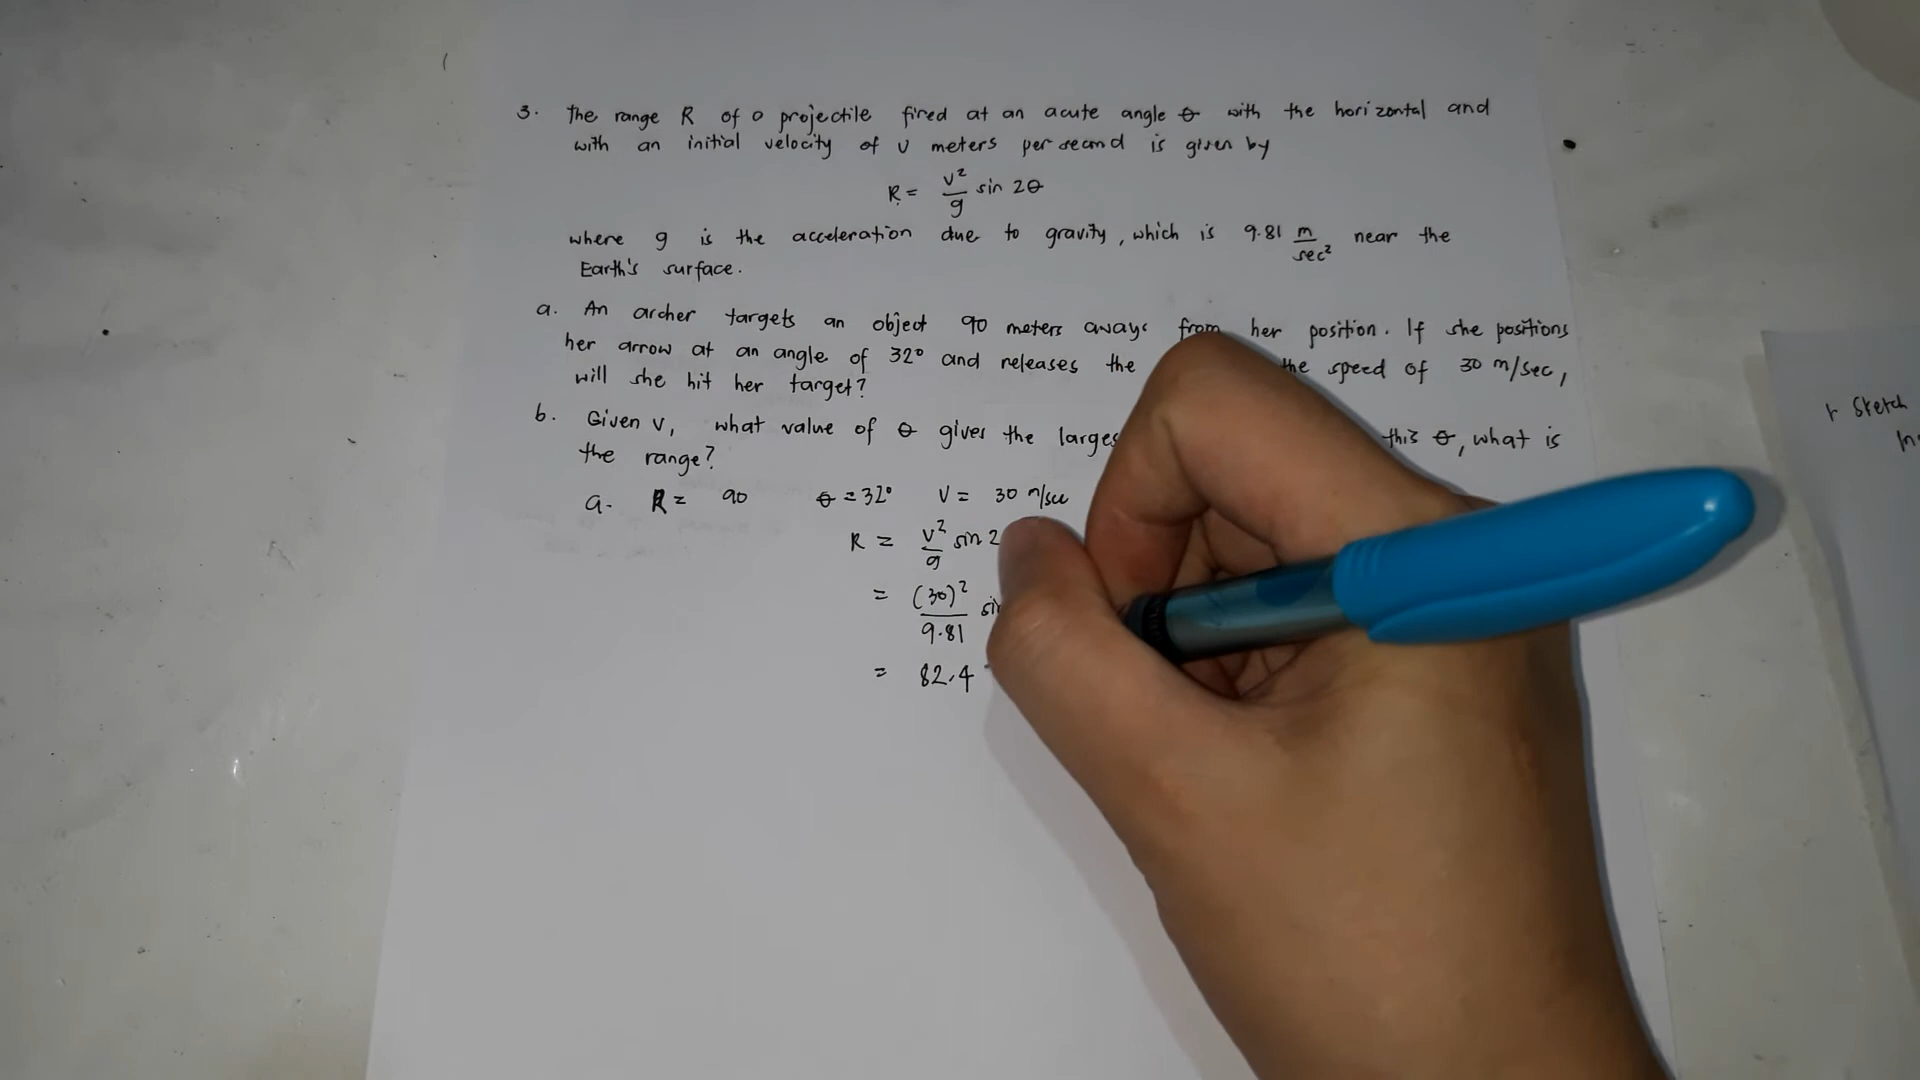 3. The range R of a projectile fired at an acute angle θ with the horizontal and
with an initial velocity of v meters per second is given by
R = v²/g sin 2θ
where g is the acceleration due to gravity, which is 9.81 m/sec² near the
Earth's surface.
a. An archer targets an object 90 meters aways from her position. If she positions
her arrow at an angle of 32° and releases the the speed of 30 m/sec,
will she hit her target?
b. Given v, what value of θ gives the larges this θ, what is
the range?
a. R = 90 θ = 32° V = 30 m/sec
R = v²/g sin 2
= (30)²/9.81 sin
= 82.4
r Sketch